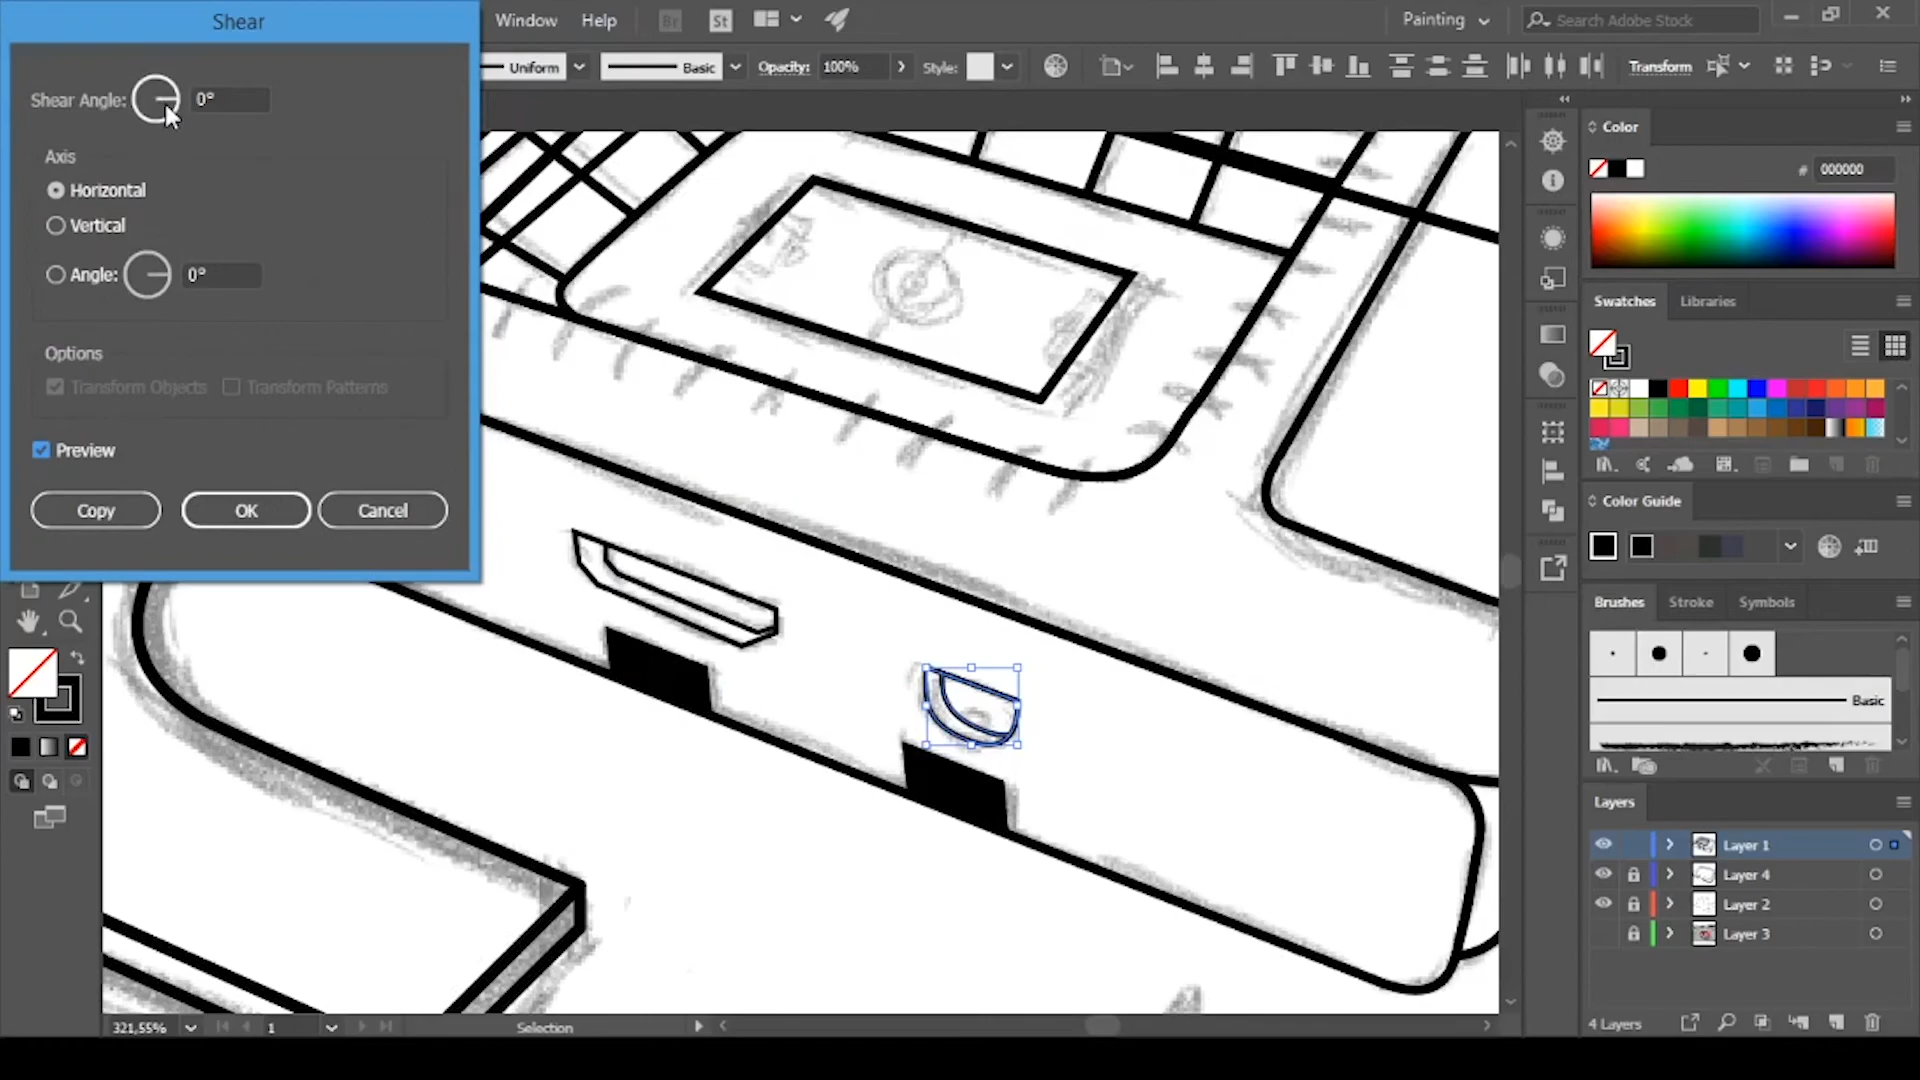 Shear
Window Help Br St Painting Search Adobe Stock
Uniform Basic Opacity: 100% Style: Transform
Shear Angle: 0°
Axis
Horizontal
Vertical
Angle: 0°
Options
Transform Objects Transform Patterns
Preview
Copy OK Cancel
Color
# 000000
Swatches Libraries
Color Guide
Brushes Stroke Symbols
Basic
Layers
Layer 1
Layer 4
Layer 2
Layer 3
4 Layers
321,55% 1 Selection